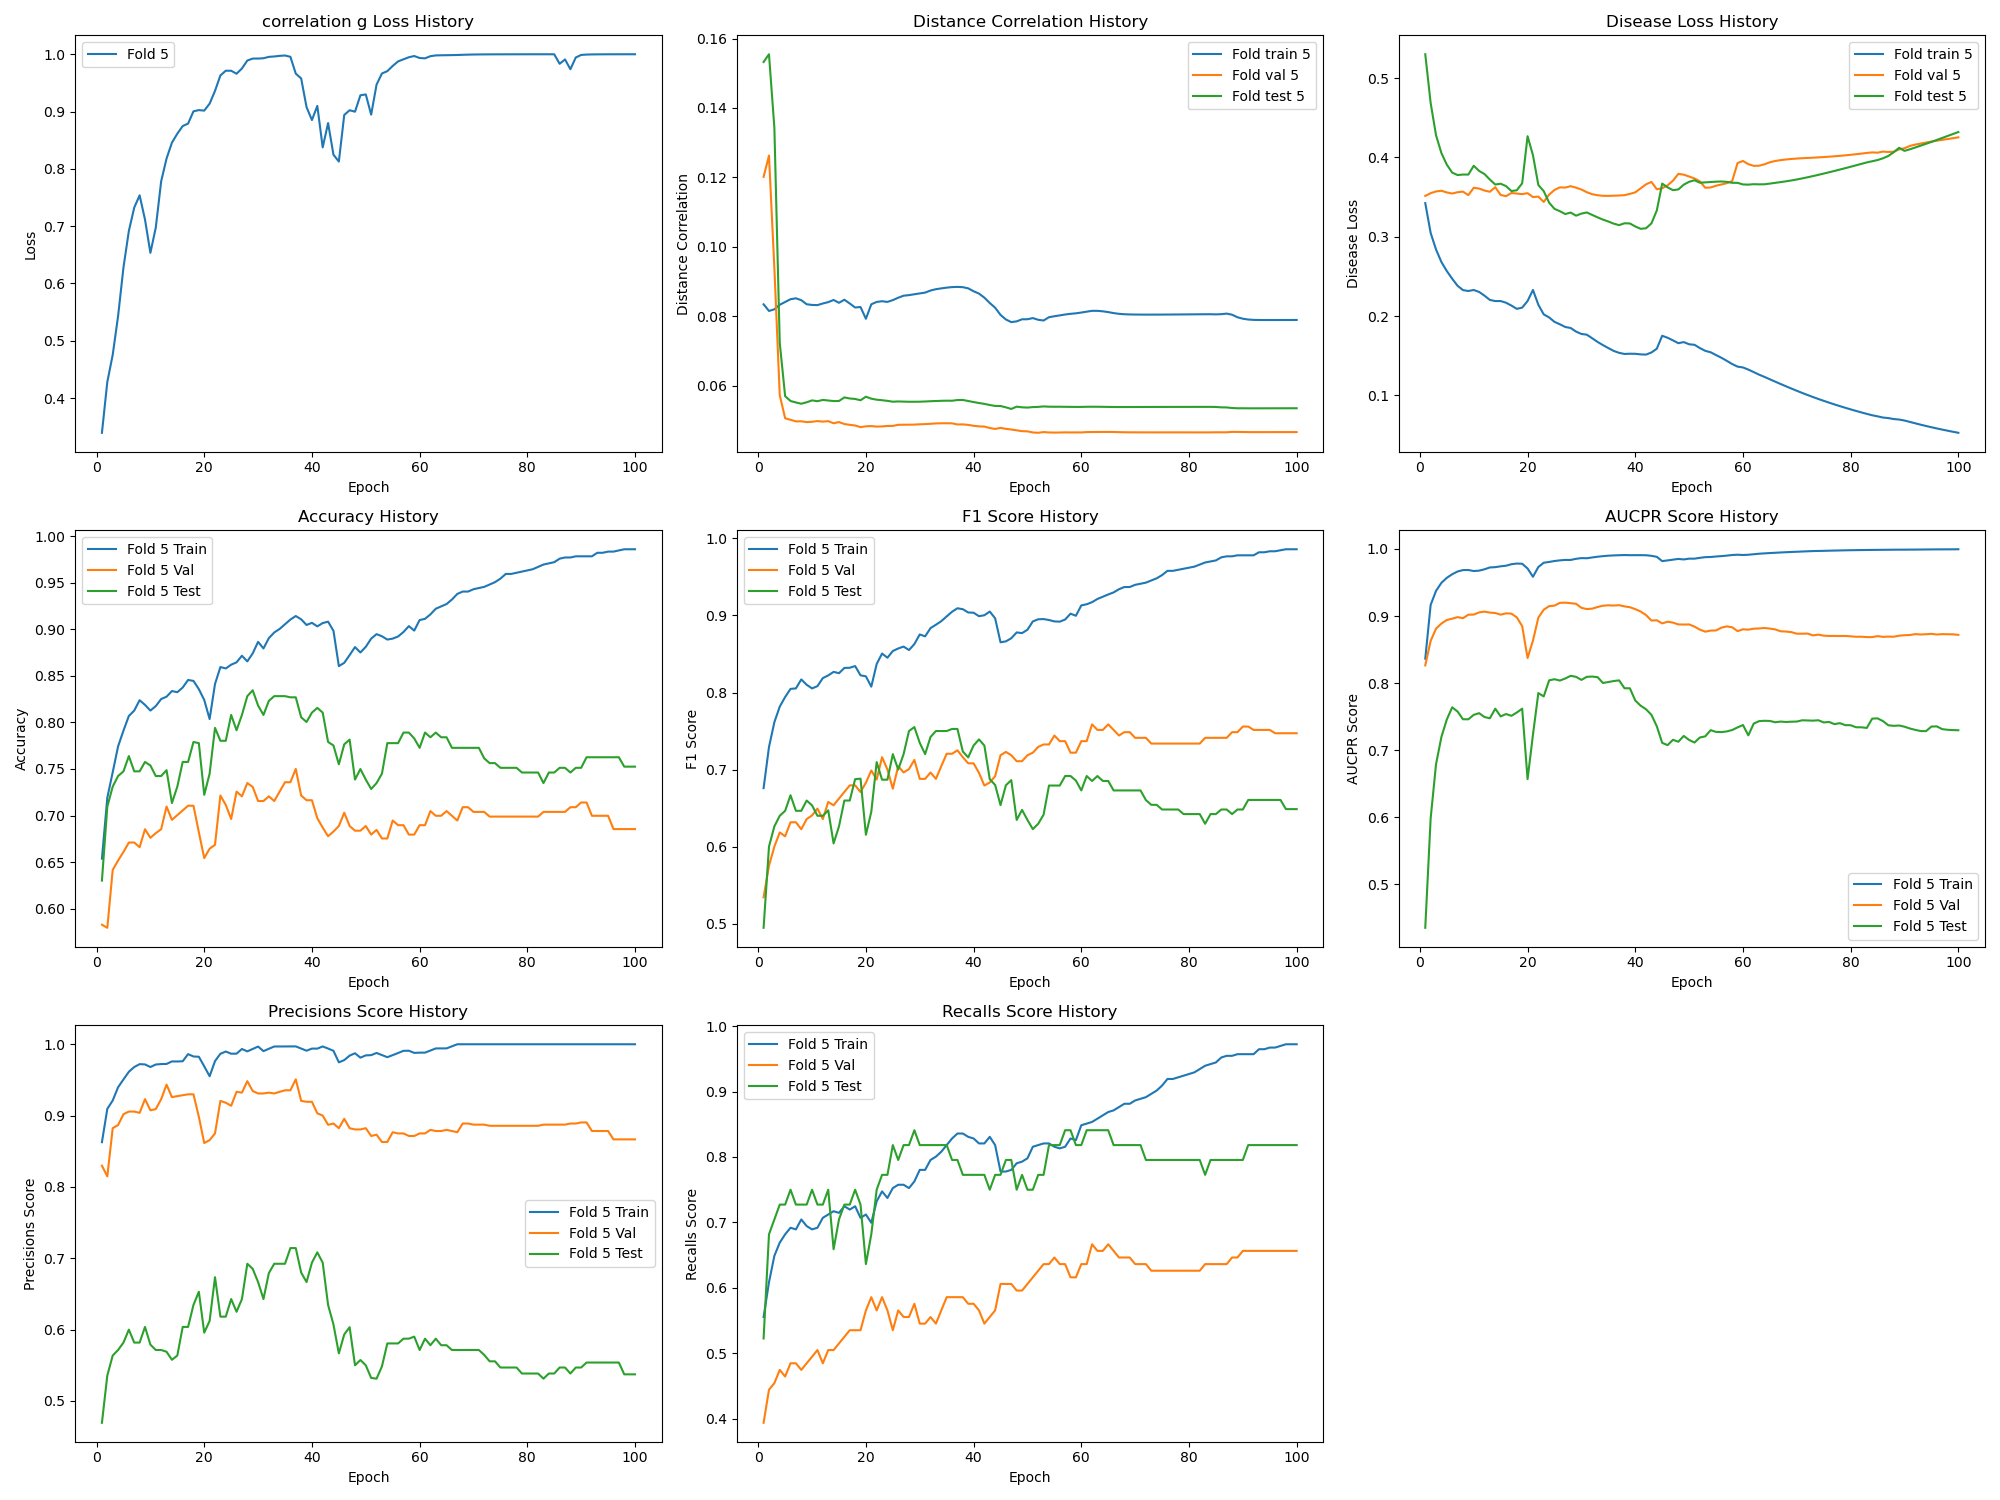 correlation g Loss History
Fold 5
1.0
0.9
0.8
0.7
0.6
0.5
0.4
Loss
0 20 40 60 80 100
Epoch
Distance Correlation History
Fold train 5
Fold val 5
Fold test 5
0.16
0.14
0.12
0.10
0.08
0.06
Distance Correlation
0 20 40 60 80 100
Epoch
Disease Loss History
Fold train 5
Fold val 5
Fold test 5
0.5
0.4
0.3
0.2
0.1
Disease Loss
0 20 40 60 80 100
Epoch
Accuracy History
Fold 5 Train
Fold 5 Val
Fold 5 Test
1.00
0.95
0.90
0.85
0.80
0.75
0.70
0.65
0.60
Accuracy
0 20 40 60 80 100
Epoch
F1 Score History
Fold 5 Train
Fold 5 Val
Fold 5 Test
1.0
0.9
0.8
0.7
0.6
0.5
F1 Score
0 20 40 60 80 100
Epoch
AUCPR Score History
1.0
0.9
0.8
0.7
0.6
0.5
AUCPR Score
Fold 5 Train
Fold 5 Val
Fold 5 Test
0 20 40 60 80 100
Epoch
Precisions Score History
1.0
0.9
0.8
0.7
0.6
0.5
Precisions Score
Fold 5 Train
Fold 5 Val
Fold 5 Test
0 20 40 60 80 100
Epoch
Recalls Score History
Fold 5 Train
Fold 5 Val
Fold 5 Test
1.0
0.9
0.8
0.7
0.6
0.5
0.4
Recalls Score
0 20 40 60 80 100
Epoch